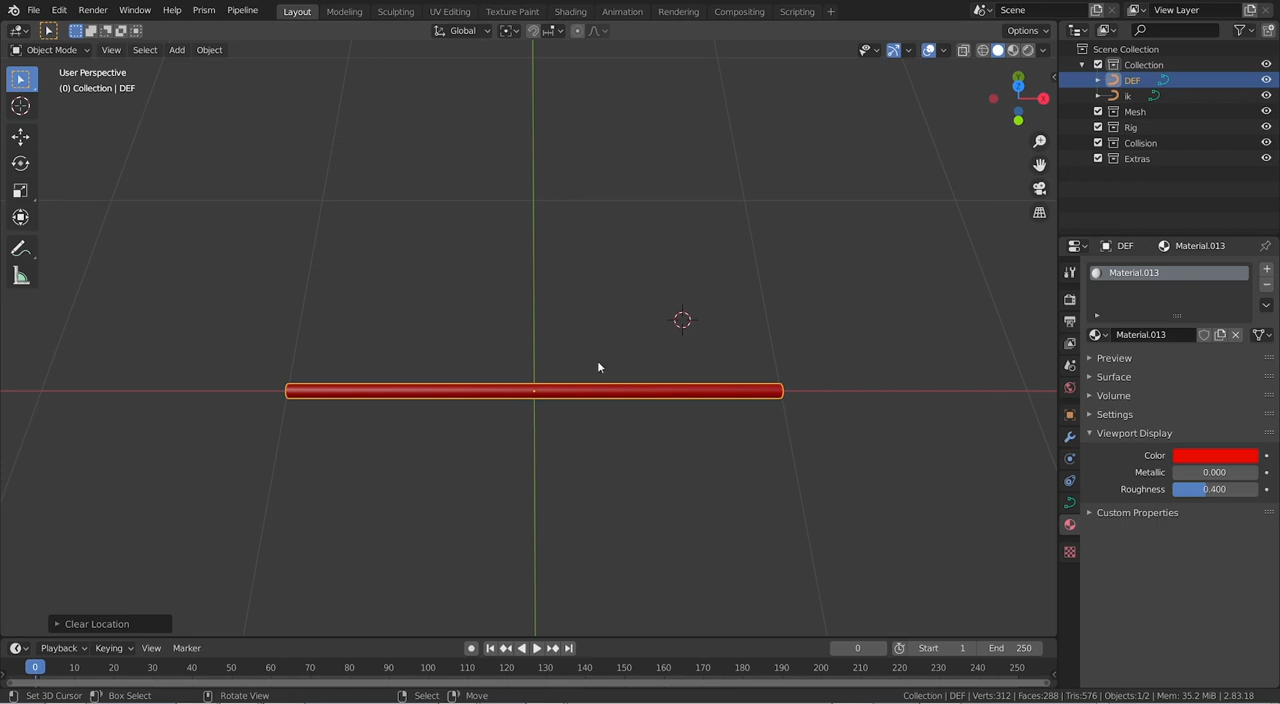 File Edit Render Window Help Prism Pipeline Layout Modeling Sculpting UV Editing Texture Paint Shading Animation Rendering Compositing Scripting + Scene View Layer
Global Options
Object Mode View Select Add Object
User Perspective
(0) Collection | DEF
Y
Z
X
Scene Collection
Collection
DEF
ik
Mesh
Rig
Collision
Extras
DEF Material.013
Material.013
Material.013
Preview
Surface
Volume
Settings
Viewport Display
Color
Metallic 0.000
Roughness 0.400
Custom Properties
Clear Location
Playback Keying View Marker 0 Start 1 End 250
0 10 20 30 40 50 60 70 80 90 100 110 120 130 140 150 160 170 180 190 200 210 220 230 240 250
Set 3D Cursor Box Select Rotate View Select Move Collection | DEF | Verts:312 | Faces:288 | Tris:576 | Objects:1/2 | Mem: 35.2 MiB | 2.83.18